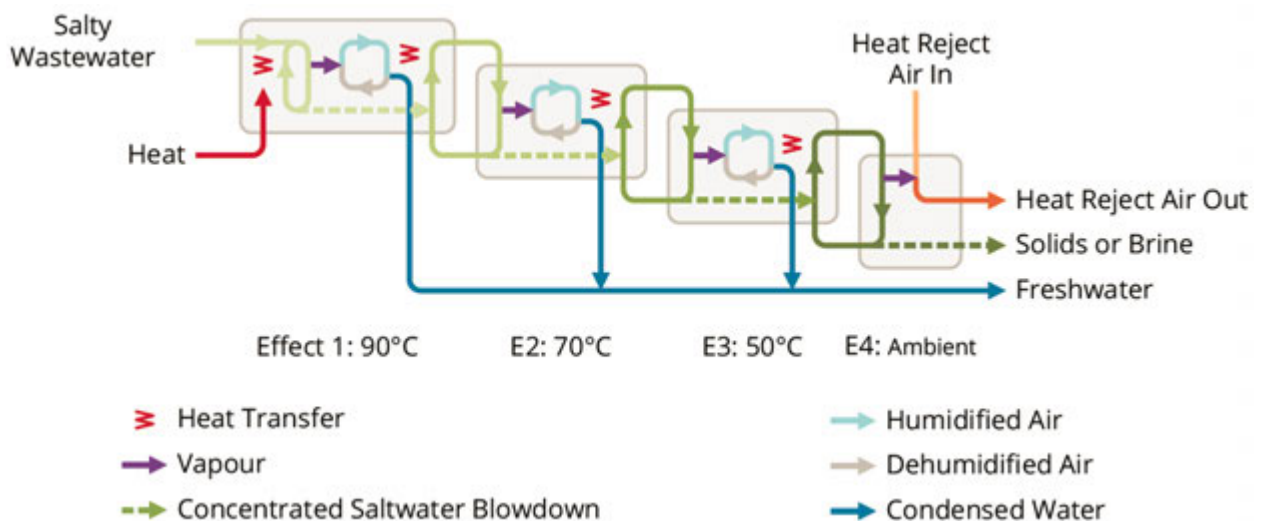 Salty
Wastewater
Heat Reject
Air In
Heat
Heat Reject Air Out
Solids or Brine
Freshwater
Effect 1: 90°C
E2: 70°C
E3: 50°C
E4: Ambient
Heat Transfer
Vapour
Concentrated Saltwater Blowdown
Humidified Air
Dehumidified Air
Condensed Water